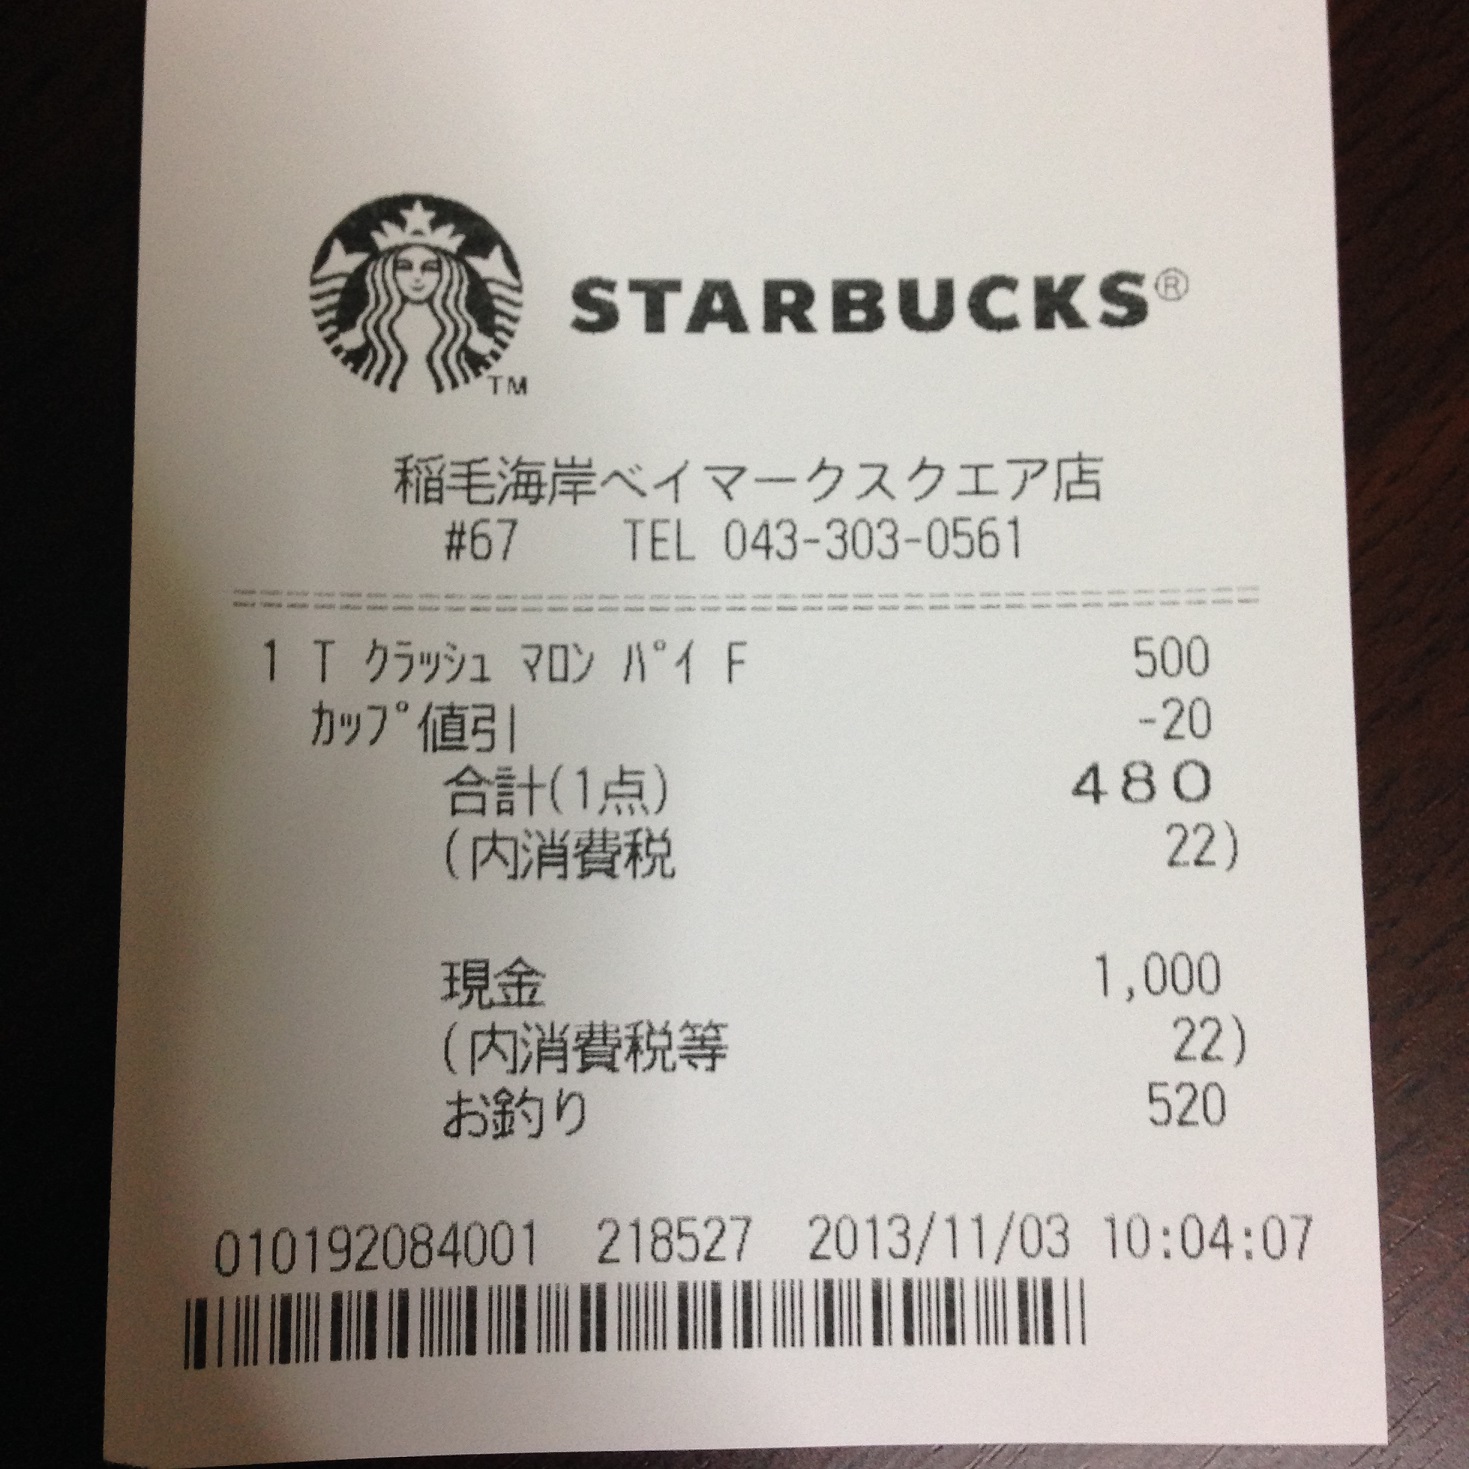 STARBUCKS®
TM
稲毛海岸ベイマークスクエア店
#67 TEL 043-303-0561
1 T ｸﾗｯｼｭ ﾏﾛﾝ ﾊﾟｲ F 500
ｶｯﾌﾟ値引 -20
合計(1点) 480
(内消費税 22)
現金 1,000
(内消費税等 22)
お釣り 520
010192084001 218527 2013/11/03 10:04:07